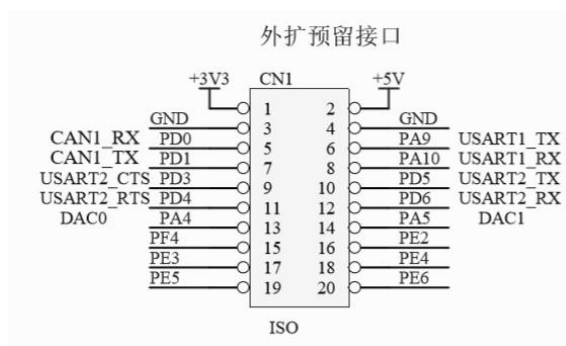 外扩预留接口
+3V3 CN1 +5V
1 2
GND 3 4 GND
CAN1_RX PD0 5 6 PA9 USART1_TX
CAN1_TX PD1 7 8 PA10 USART1_RX
USART2_CTS PD3 9 10 PD5 USART2_TX
USART2_RTS PD4 11 12 PD6 USART2_RX
DAC0 PA4 13 14 PA5 DAC1
PF4 15 16 PE2
PE3 17 18 PE4
PE5 19 20 PE6
ISO